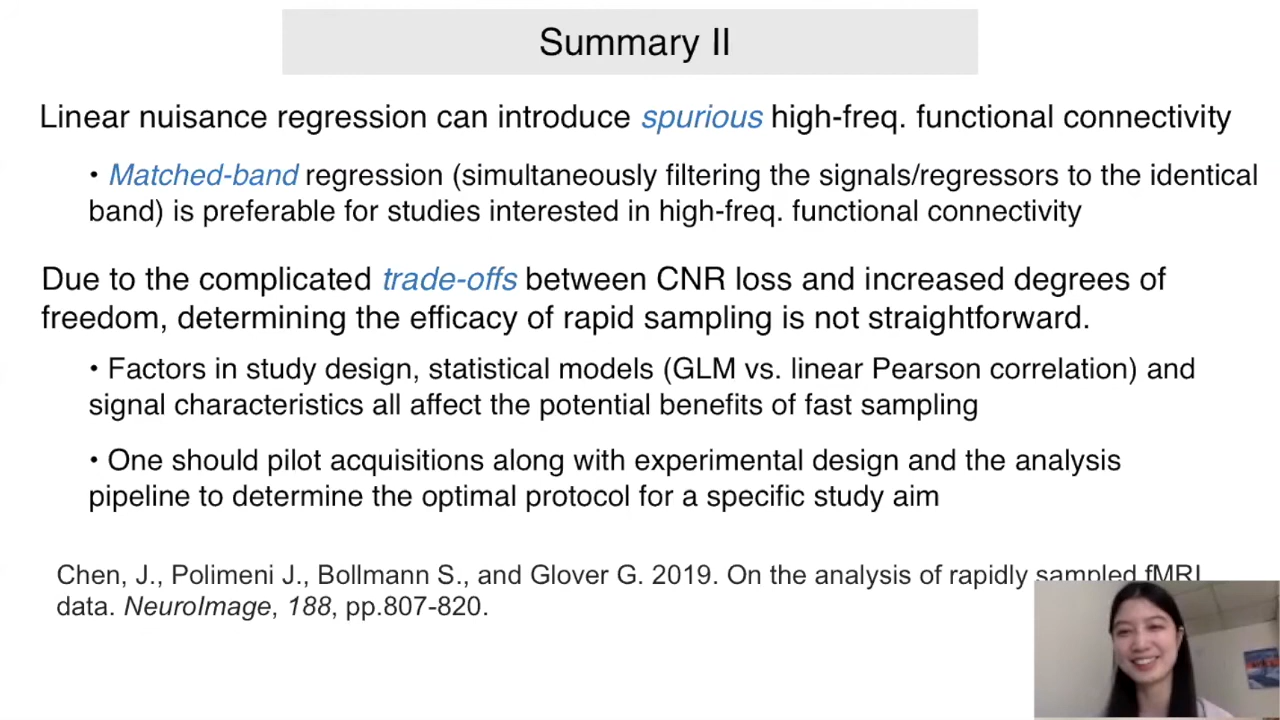 Summary II
Linear nuisance regression can introduce spurious high-freq. functional connectivity
• Matched-band regression (simultaneously filtering the signals/regressors to the identical
band) is preferable for studies interested in high-freq. functional connectivity
Due to the complicated trade-offs between CNR loss and increased degrees of
freedom, determining the efficacy of rapid sampling is not straightforward.
• Factors in study design, statistical models (GLM vs. linear Pearson correlation) and
signal characteristics all affect the potential benefits of fast sampling
• One should pilot acquisitions along with experimental design and the analysis
pipeline to determine the optimal protocol for a specific study aim
Chen, J., Polimeni J., Bollmann S., and Glover G. 2019. On the analysis of rapidly sampled fMRI
data. NeuroImage, 188, pp.807-820.